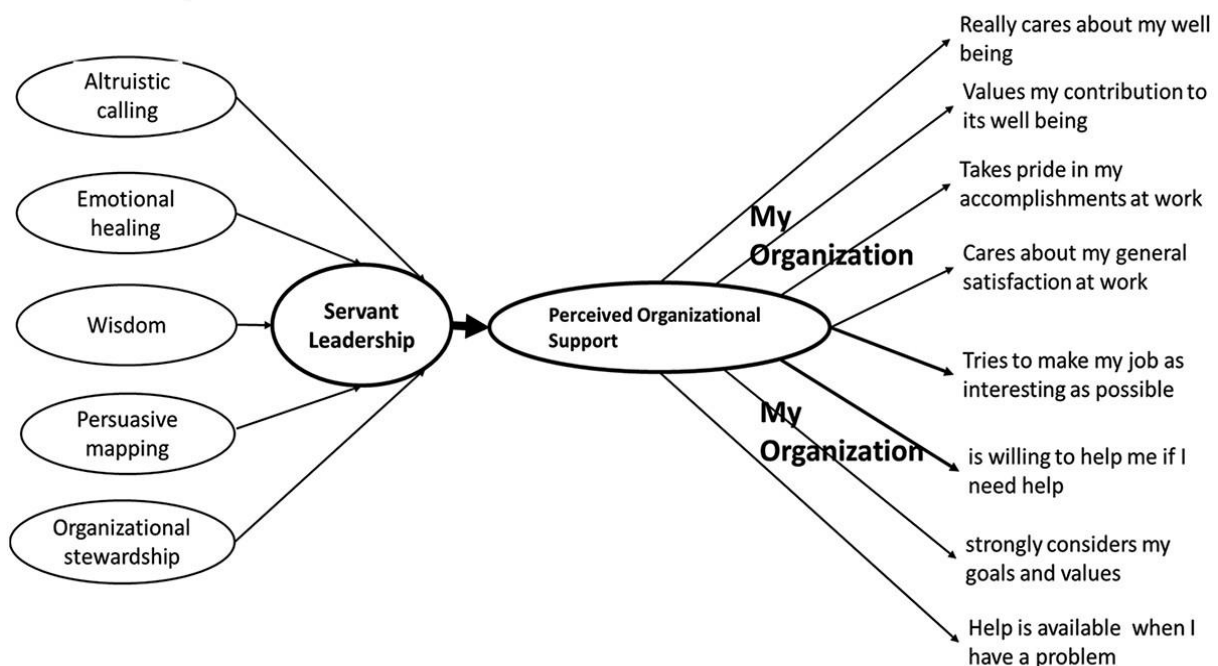 Altruistic
calling
Emotional
healing
Wisdom
Persuasive
mapping
Organizational
stewardship
Servant
Leadership
Perceived Organizational
Support
My
Organization
My
Organization
Really cares about my well
being
Values my contribution to
its well being
Takes pride in my
accomplishments at work
Cares about my general
satisfaction at work
Tries to make my job as
interesting as possible
is willing to help me if I
need help
strongly considers my
goals and values
Help is available when I
have a problem